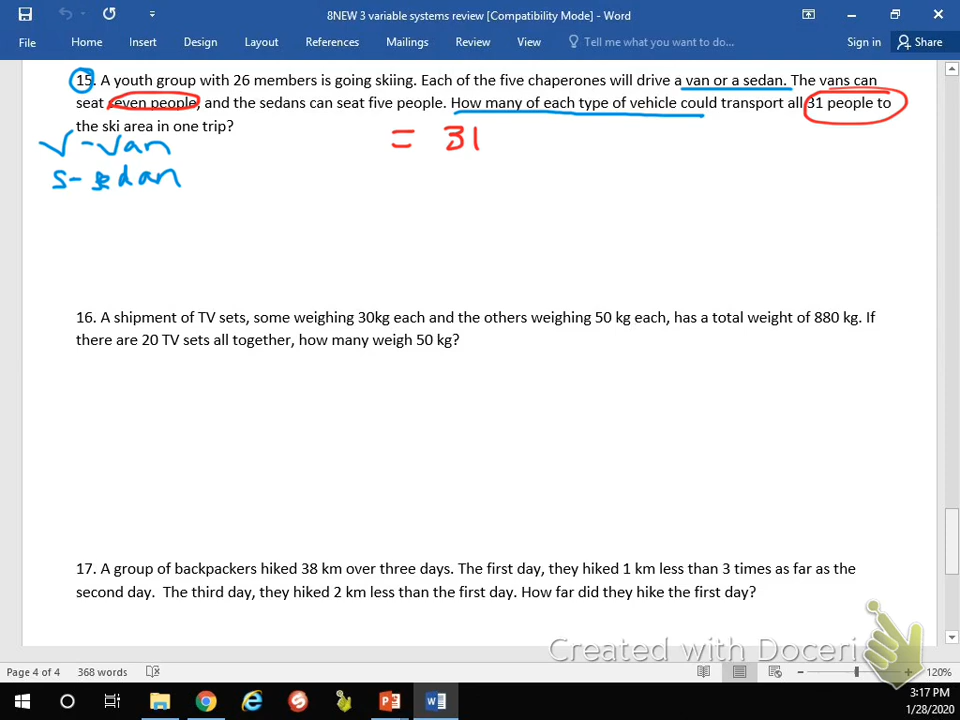 8NEW 3 variable systems review [Compatibility Mode] - Word
File Home Insert Design Layout References Mailings Review View Tell me what you want to do... Sign in Share
15. A youth group with 26 members is going skiing. Each of the five chaperones will drive a van or a sedan. The vans can
seat seven people, and the sedans can seat five people. How many of each type of vehicle could transport all 31 people to
the ski area in one trip?
= 31
v-van
s-sedan
16. A shipment of TV sets, some weighing 30kg each and the others weighing 50 kg each, has a total weight of 880 kg. If
there are 20 TV sets all together, how many weigh 50 kg?
17. A group of backpackers hiked 38 km over three days. The first day, they hiked 1 km less than 3 times as far as the
second day. The third day, they hiked 2 km less than the first day. How far did they hike the first day?
Created with Doceri
Page 4 of 4 368 words 120%
3:17 PM
1/28/2020